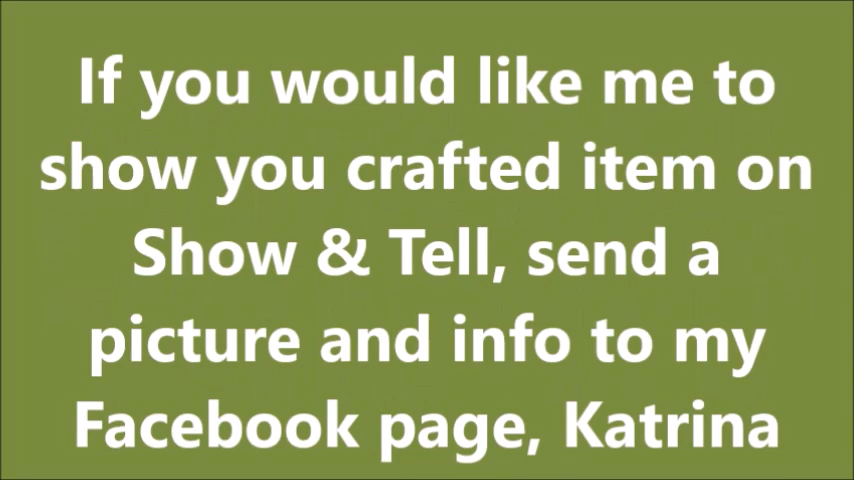 If you would like me to
show you crafted item on
Show & Tell, send a
picture and info to my
Facebook page, Katrina